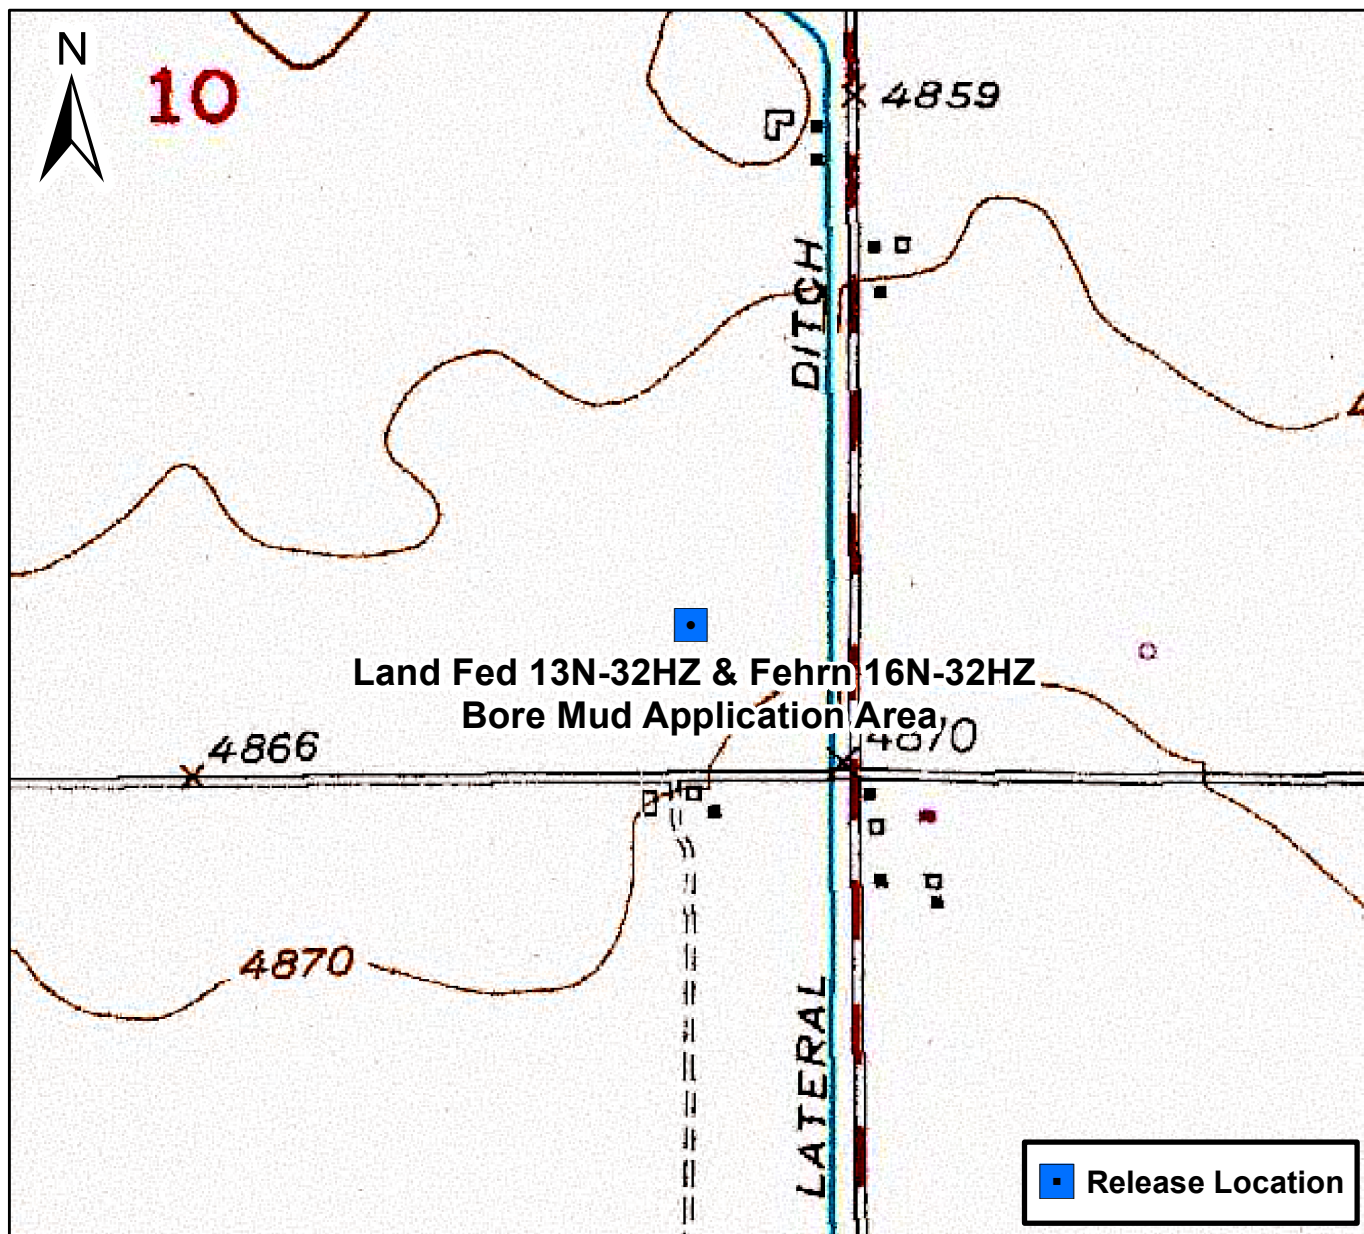 N
10
4859
DITCH
Land Fed 13N-32HZ & Fehrn 16N-32HZ
Bore Mud Application Area
4866
4870
4870
LATERAL
Release Location